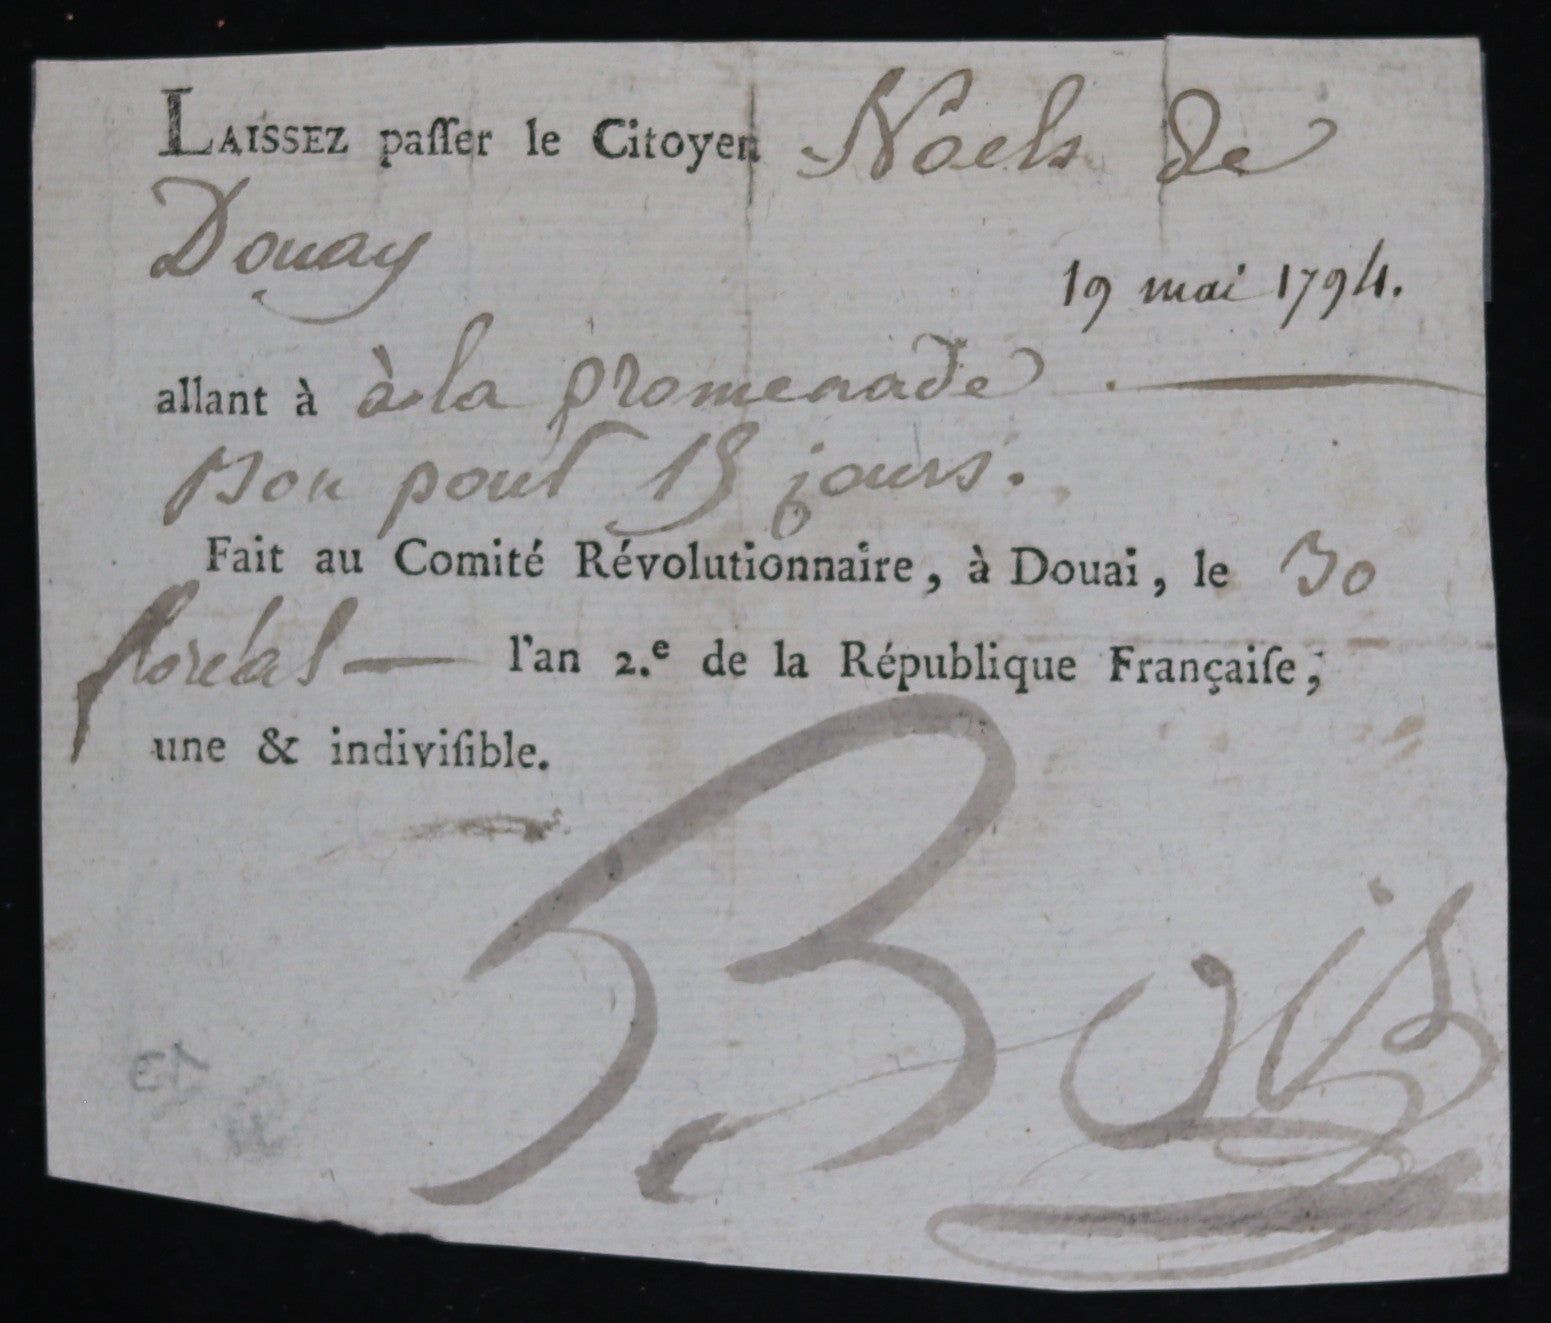 LAISSEZ paſſer le Citoyen Noels de
Douay
19 mai 1794.
allant à à la promenade
Bon pour 15 jours.
Fait au Comité Révolutionnaire, à Douai, le 30
floréal l'an 2.e de la République Françaiſe,
une & indiviſible.
Bois